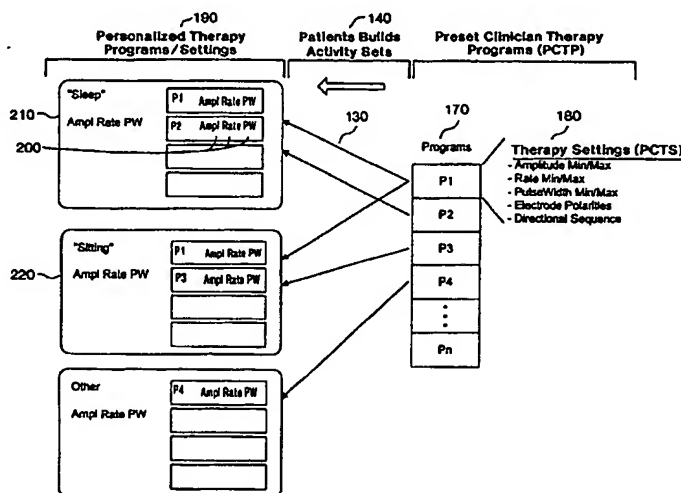 190
Personalized Therapy
Programs/Settings
140
Patients Builds
Activity Sets
Preset Clinician Therapy
Programs (PCTP)
210
"Sleep"
Ampl Rate PW
P1 Ampl Rate PW
P2 Ampl Rate PW
200
130
170
Programs
P1
P2
P3
P4
Pn
180
Therapy Settings (PCTS)
- Amplitude Min/Max
- Rate Min/Max
- PulseWidth Min/Max
- Electrode Polarities
- Directional Sequence
220
"Sitting"
Ampl Rate PW
P1 Ampl Rate PW
P3 Ampl Rate PW
Other
Ampl Rate PW
P4 Ampl Rate PW